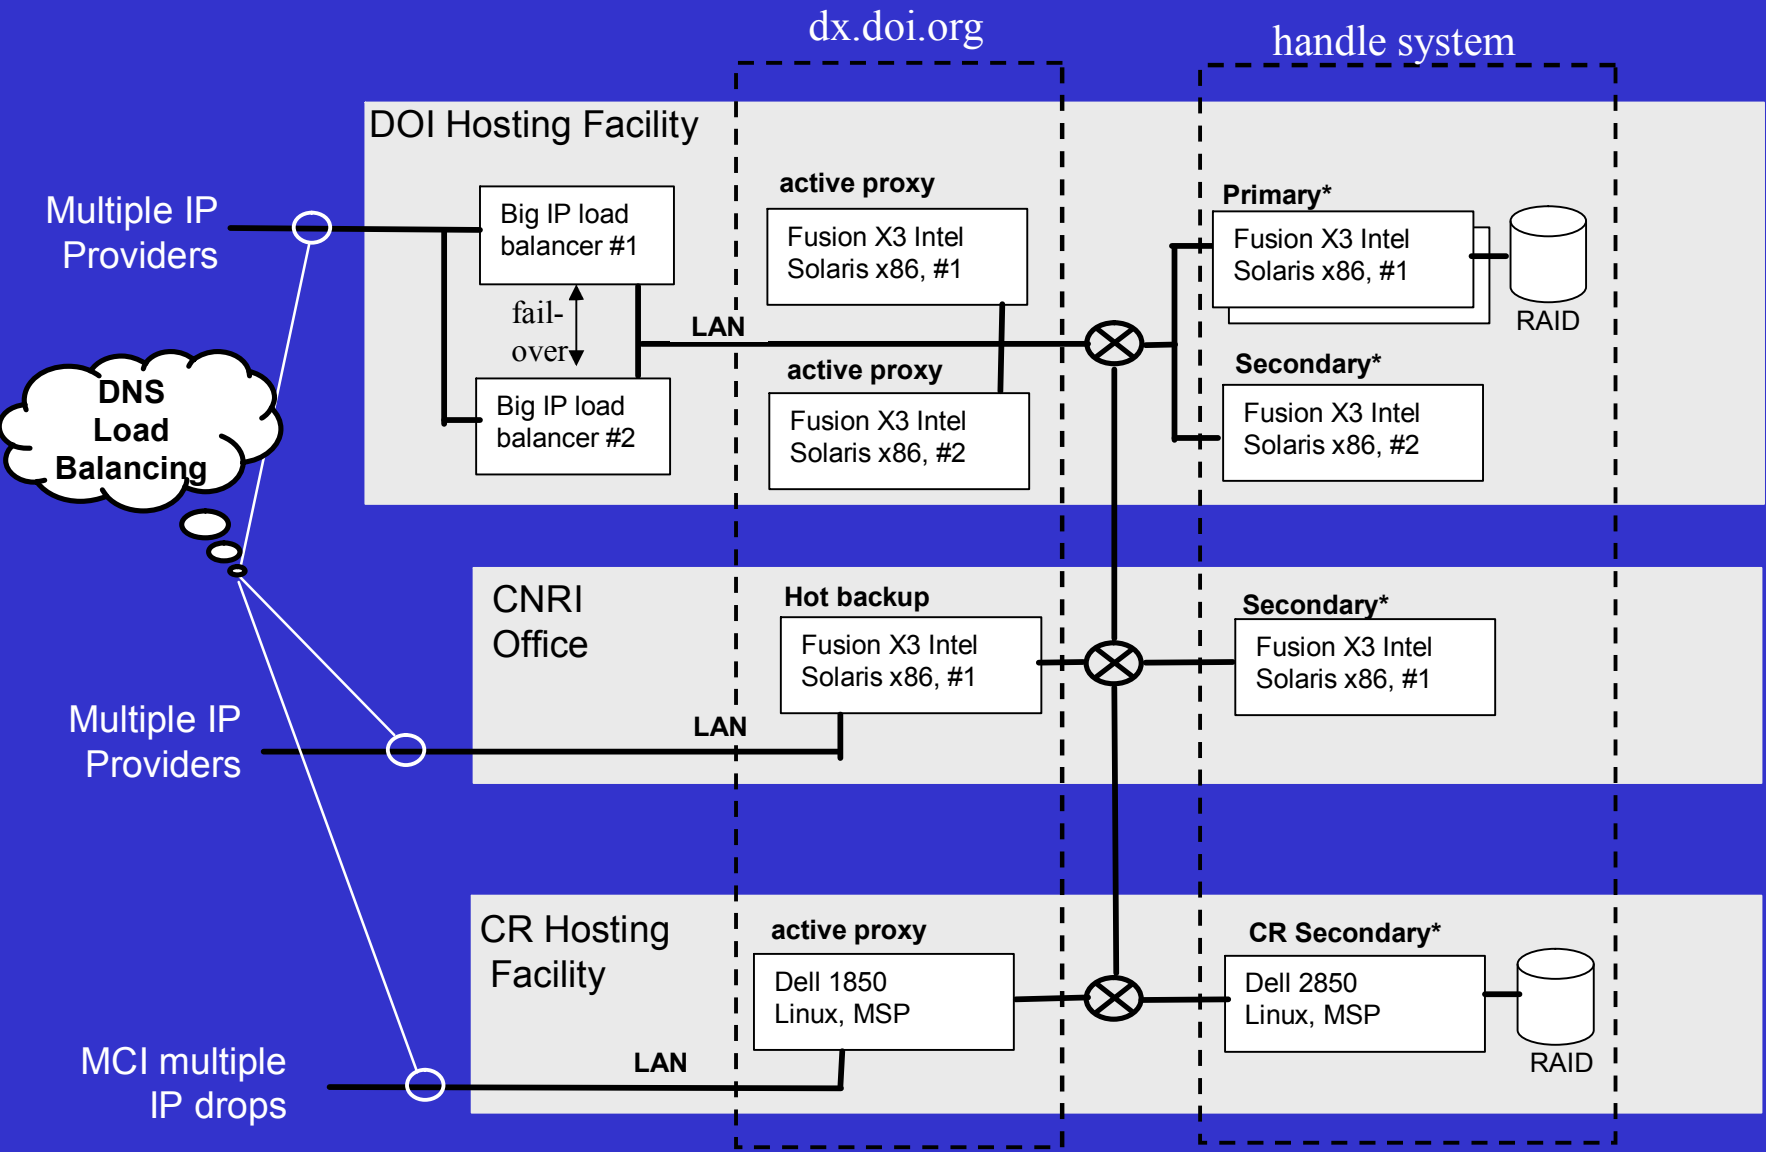 dx.doi.org
handle system
DOI Hosting Facility
Multiple IP
Providers
Big IP load
balancer #1
fail-
over
Big IP load
balancer #2
LAN
active proxy
Fusion X3 Intel
Solaris x86, #1
active proxy
Fusion X3 Intel
Solaris x86, #2
Primary*
Fusion X3 Intel
Solaris x86, #1
RAID
Secondary*
Fusion X3 Intel
Solaris x86, #2
DNS
Load
Balancing
CNRI
Office
Multiple IP
Providers
LAN
Hot backup
Fusion X3 Intel
Solaris x86, #1
Secondary*
Fusion X3 Intel
Solaris x86, #1
CR Hosting
Facility
MCI multiple
IP drops
LAN
active proxy
Dell 1850
Linux, MSP
CR Secondary*
Dell 2850
Linux, MSP
RAID